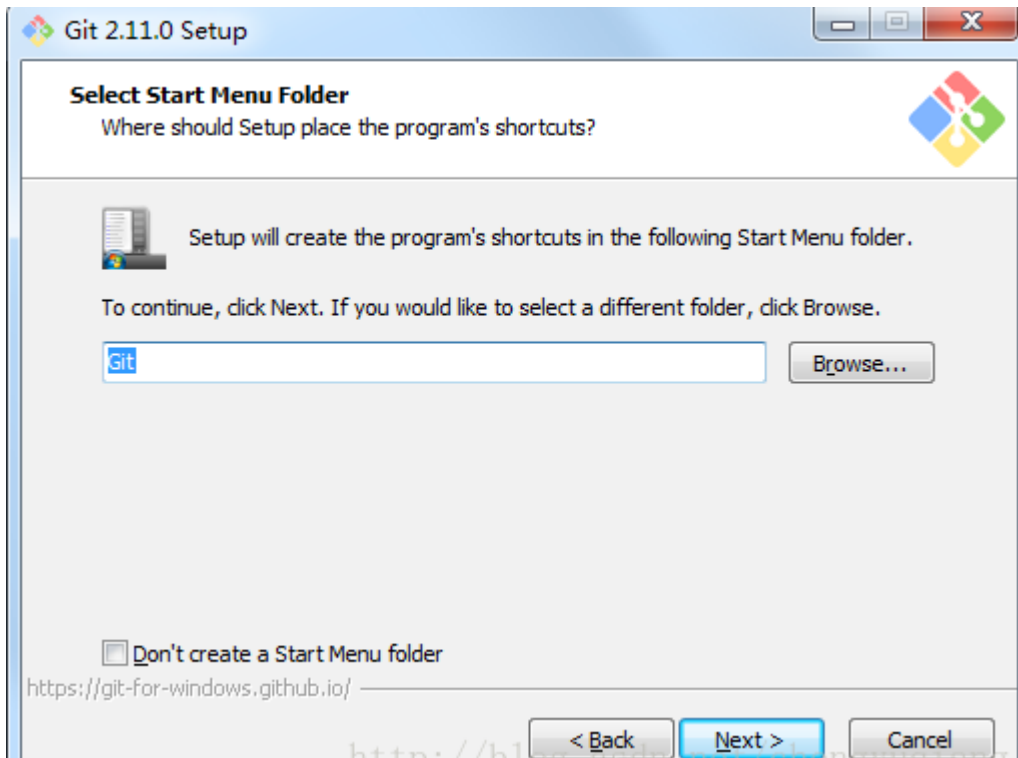 Git 2.11.0 Setup
Select Start Menu Folder
Where should Setup place the program's shortcuts?
Setup will create the program's shortcuts in the following Start Menu folder.
To continue, click Next. If you would like to select a different folder, click Browse.
Git
Browse...
Don't create a Start Menu folder
https://git-for-windows.github.io/
< Back
Next >
Cancel